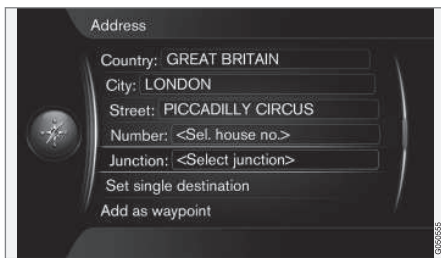 Address
Country: GREAT BRITAIN
City: LONDON
Street: PICCADILLY CIRCUS
Number: <Sel. house no.>
Junction: <Select junction>
Set single destination
Add as waypoint
G050555